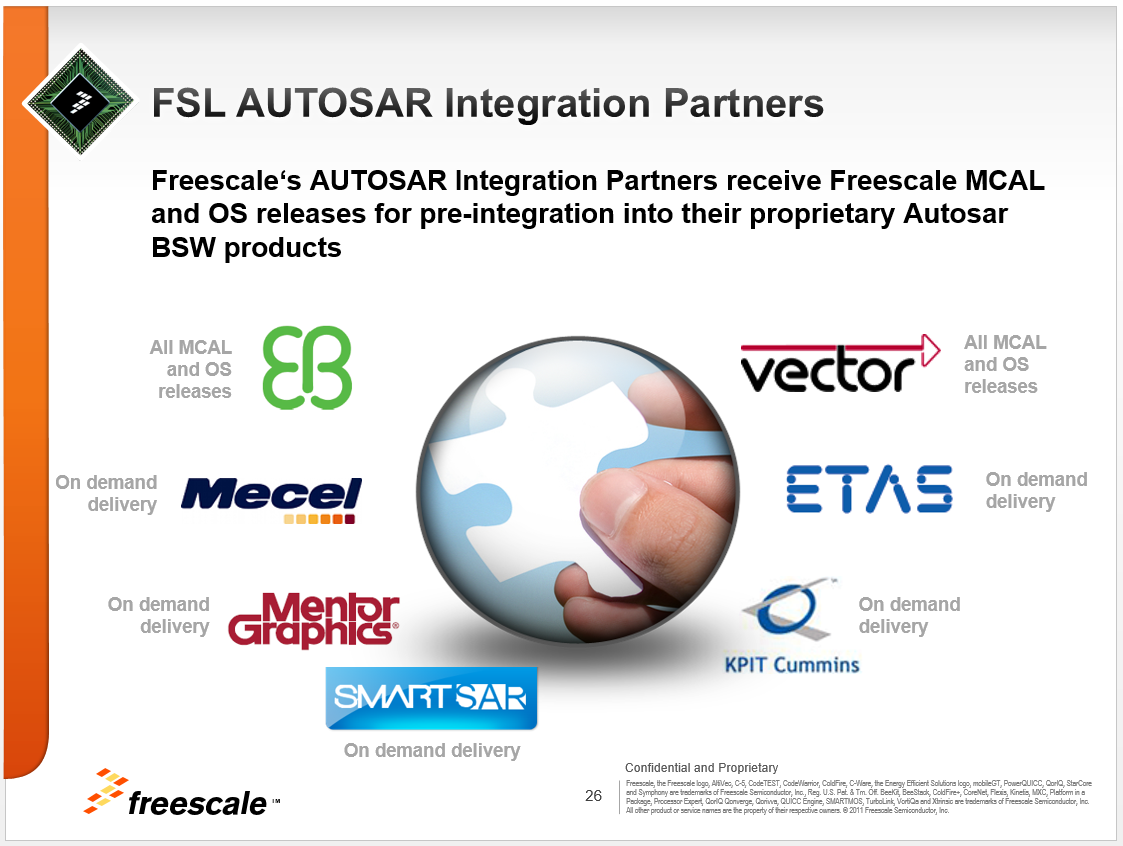 FSL AUTOSAR Integration Partners
Freescale‘s AUTOSAR Integration Partners receive Freescale MCAL
and OS releases for pre-integration into their proprietary Autosar
BSW products
All MCAL
and OS
releases
EB
vector
All MCAL
and OS
releases
On demand
delivery
Mecel
ETAS
On demand
delivery
On demand
delivery
Mentor
Graphics®
KPIT Cummins
™
On demand
delivery
SMART SAR
On demand delivery
freescale ™
26
Confidential and Proprietary
Freescale, the Freescale logo, AltiVec, C-5, CodeTEST, CodeWarrior, ColdFire, C-Ware, the Energy Efficient Solutions logo, mobileGT, PowerQUICC, QorIQ, StarCore
and Symphony are trademarks of Freescale Semiconductor, Inc., Reg. U.S. Pat. & Tm. Off. BeeKit, BeeStack, ColdFire+, CoreNet, Flexis, Kinetis, MXC, Platform in a
Package, Processor Expert, QorIQ Qonverge, Qorivva, QUICC Engine, SMARTMOS, TurboLink, VortiQa and Xtrinsic are trademarks of Freescale Semiconductor, Inc.
All other product or service names are the property of their respective owners. © 2011 Freescale Semiconductor, Inc.